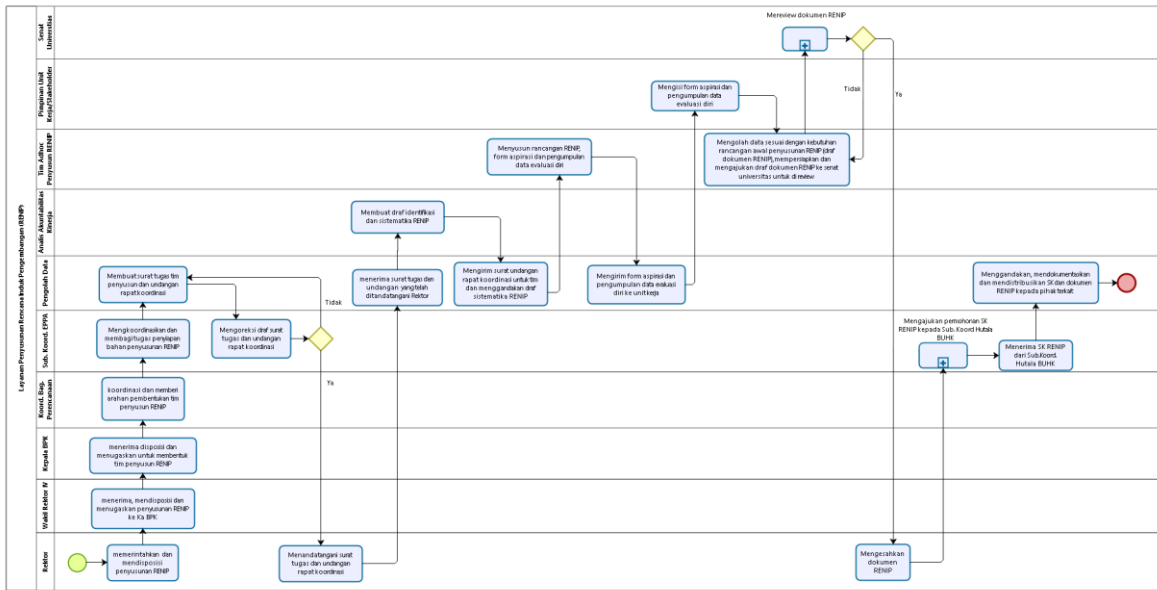 Layanan Penyusunan Rencana Induk Pengembangan (RENIP)
Senat
Universitas
Mereview dokumen RENIP
Tidak
Ya
Pimpinan Unit
Kerja/Stakeholder
Mengisi form aspirasi dan
pengumpulan data
evaluasi diri
Tim Adhoc
Penyusun RENIP
Menyusun rancangan RENIP,
form aspirasi dan pengumpulan
data evaluasi diri
Mengolah data sesuai dengan kebutuhan
rancangan awal penyusunan RENIP (draf
dokumen RENIP), mempersiapkan dan
mengajukan draf dokumen RENIP ke senat
universitas untuk di review
Analis Akuntabilitas
Kinerja
Membuat draf identifikasi
dan sistematika RENIP
Pengolah Data
Membuat surat tugas tim
penyusun dan undangan
rapat koordinasi
menerima surat tugas dan
undangan yang telah
ditandatangani Rektor
Mengirim surat undangan
rapat koordinasi untuk tim dan
menggandakan draf
sistematika RENIP
Mengirim form aspirasi dan
pengumpulan data evaluasi
diri ke unit kerja
Menggandakan, mendokumentasikan
dan mendistribusikan SK dan dokumen
RENIP kepada pihak terkait
Tidak
Sub. Koord. EPPA
Mengkoordinasikan dan
membagi tugas penyiapan
bahan penyusunan RENIP
Mengoreksi draf surat
tugas dan undangan
rapat koordinasi
Ya
Mengajukan permohonan SK
RENIP kepada Sub. Koord Hutala
BUHK
Menerima SK RENIP
dari Sub.Koord.
Hutala BUHK
Koord. Bag.
Perencanaan
koordinasi dan memberi
arahan pembentukan tim
penyusun RENIP
Kepala BPK
menerima disposisi dan
menugaskan untuk membentuk
tim penyusun RENIP
Wakil Rektor IV
menerima, mendisposisi dan
menugaskan penyusunan RENIP
ke Ka BPK
Rektor
memerintahkan dan
mendisposisi
penyusunan RENIP
Menandatangani surat
tugas dan undangan
rapat koordinasi
Mengesahkan
dokumen
RENIP